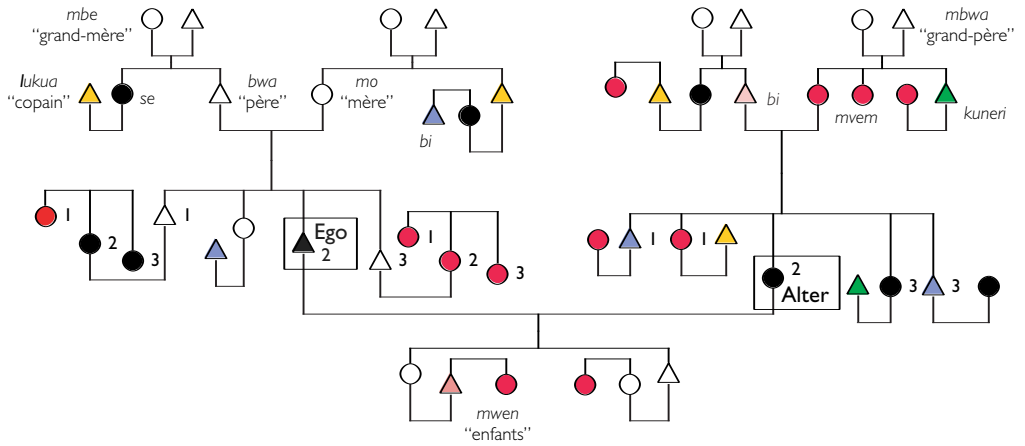 mbe
“grand-mère”
mbwa
“grand-père”
lukua
“copain”
se
bwa
“père”
mo
“mère”
bi
bi
mvem
kuneri
1
2
3
1
Ego
2
3
1
2
3
1
1
2
Alter
3
3
mwen
“enfants”